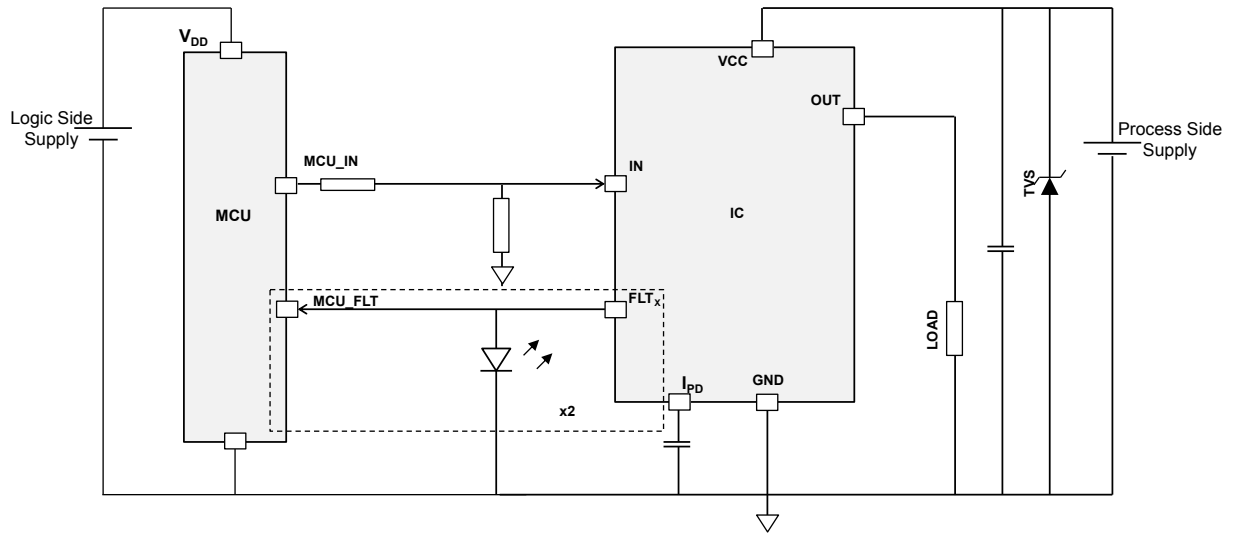 V_DD
VCC
OUT
Logic Side
Supply
Process Side
Supply
MCU_IN
IN
TVS
MCU
IC
MCU_FLT
FLT_x
LOAD
I_PD
GND
x2